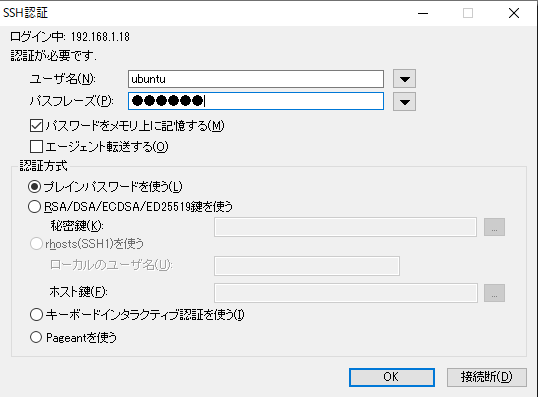 SSH認証
ログイン中: 192.168.1.18
認証が必要です.
ユーザ名(N): ubuntu
パスフレーズ(P): ●●●●●●
パスワードをメモリ上に記憶する(M)
エージェント転送する(O)
認証方式
プレインパスワードを使う(L)
RSA/DSA/ECDSA/ED25519鍵を使う
秘密鍵(K): ...
rhosts(SSH1)を使う
ローカルのユーザ名(U):
ホスト鍵(F): ...
キーボードインタラクティブ認証を使う(I)
Pageantを使う
OK 接続断(D)